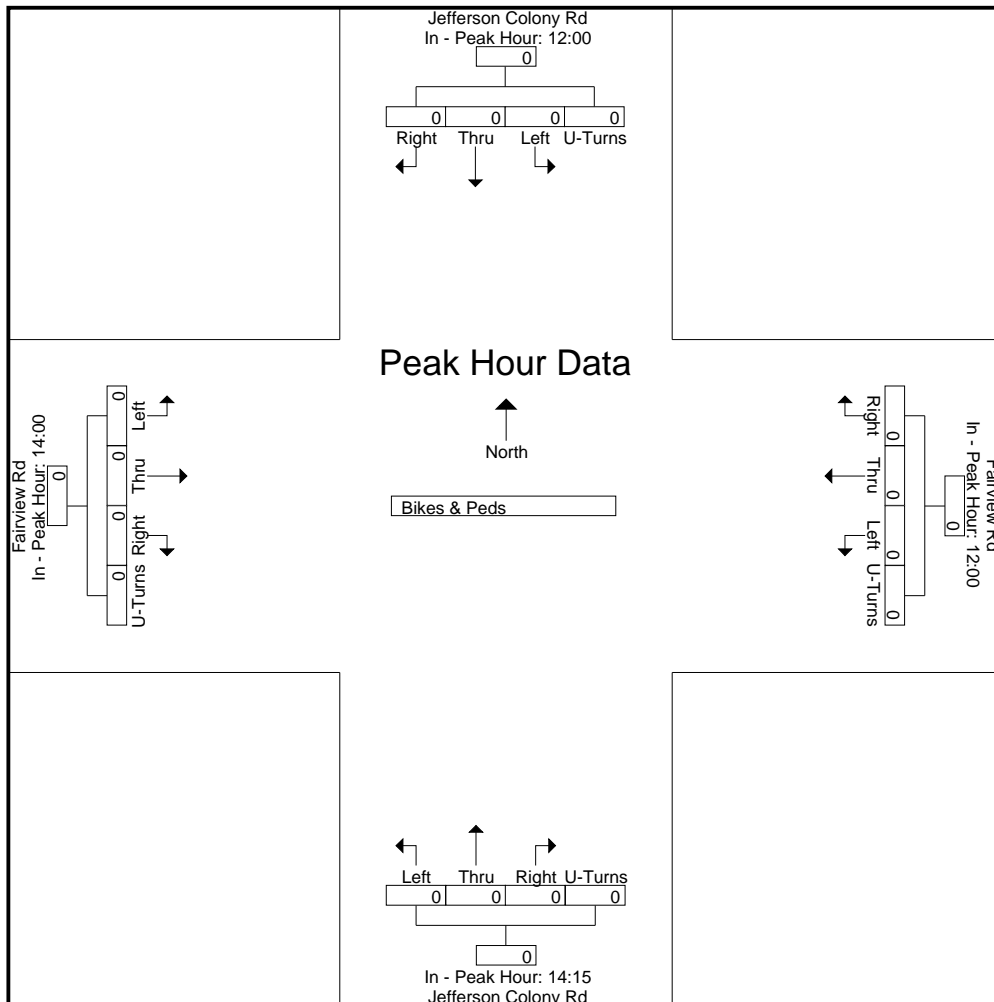 Jefferson Colony Rd
In - Peak Hour: 12:00
0
0 0 0 0
Right Thru Left U-Turns
Peak Hour Data
North
Bikes & Peds
Fairview Rd
In - Peak Hour: 14:00
0
0 0 0 0
Left Thru Right U-Turns
Fairview Rd
In - Peak Hour: 12:00
0
0 0 0 0
Right Thru Left U-Turns
Left Thru Right U-Turns
0 0 0 0
0
In - Peak Hour: 14:15
Jefferson Colony Rd